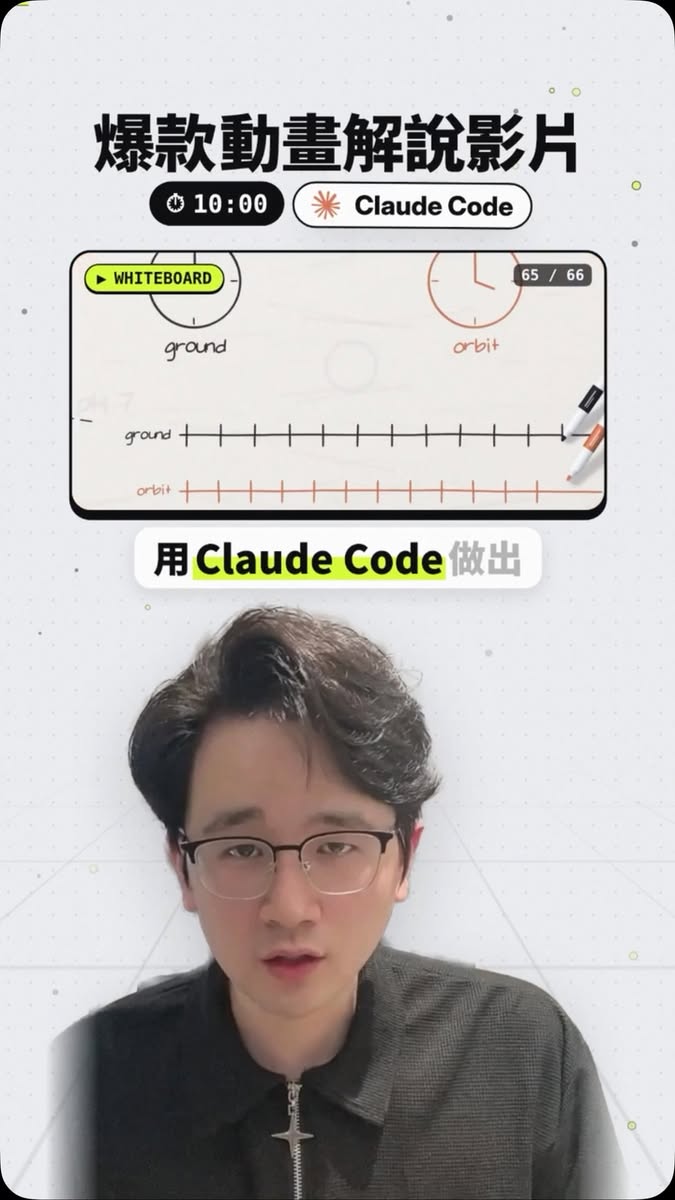 爆款動畫解說影片
10:00 Claude Code
▶ WHITEBOARD 65 / 66
ground orbit
ground
orbit
用Claude Code做出